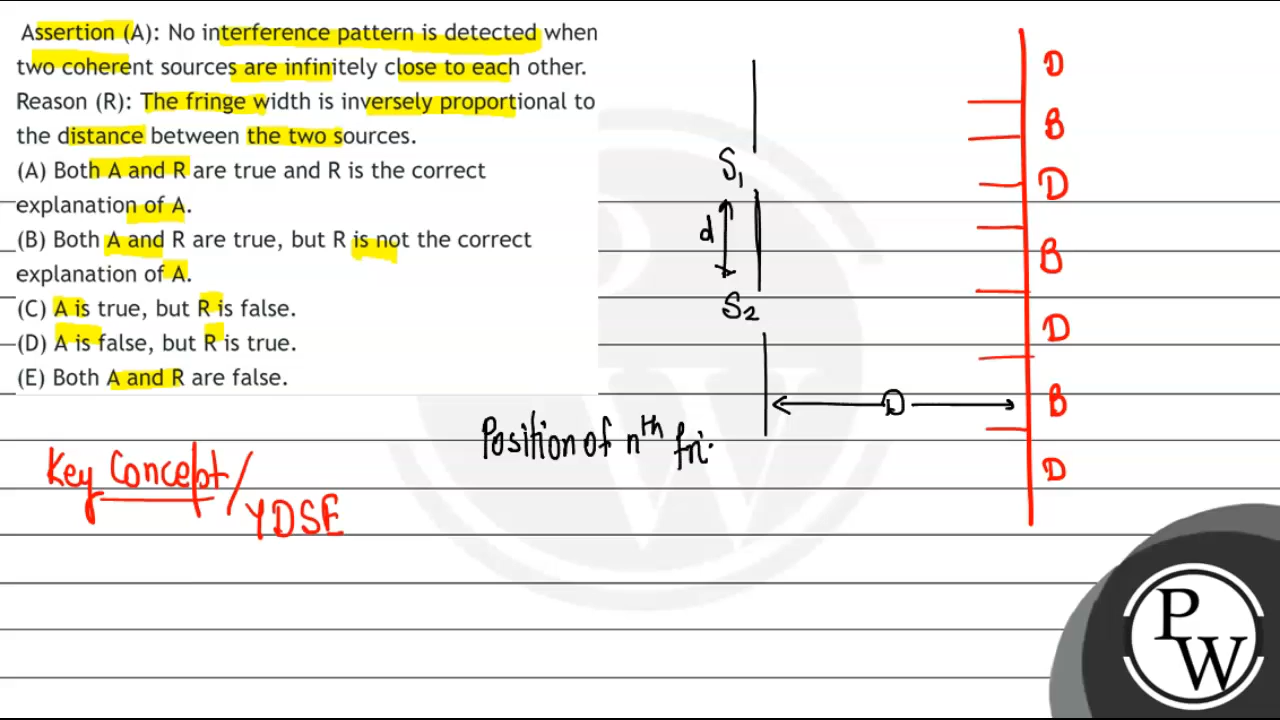 Assertion (A): No interference pattern is detected when
two coherent sources are infinitely close to each other.
Reason (R): The fringe width is inversely proportional to
the distance between the two sources.
(A) Both A and R are true and R is the correct
explanation of A.
(B) Both A and R are true, but R is not the correct
explanation of A.
(C) A is true, but R is false.
(D) A is false, but R is true.
(E) Both A and R are false.
Key Concept/
YDSE
S1
d
S2
D
Position of nth fri
D
B
D
B
D
B
D
P
W